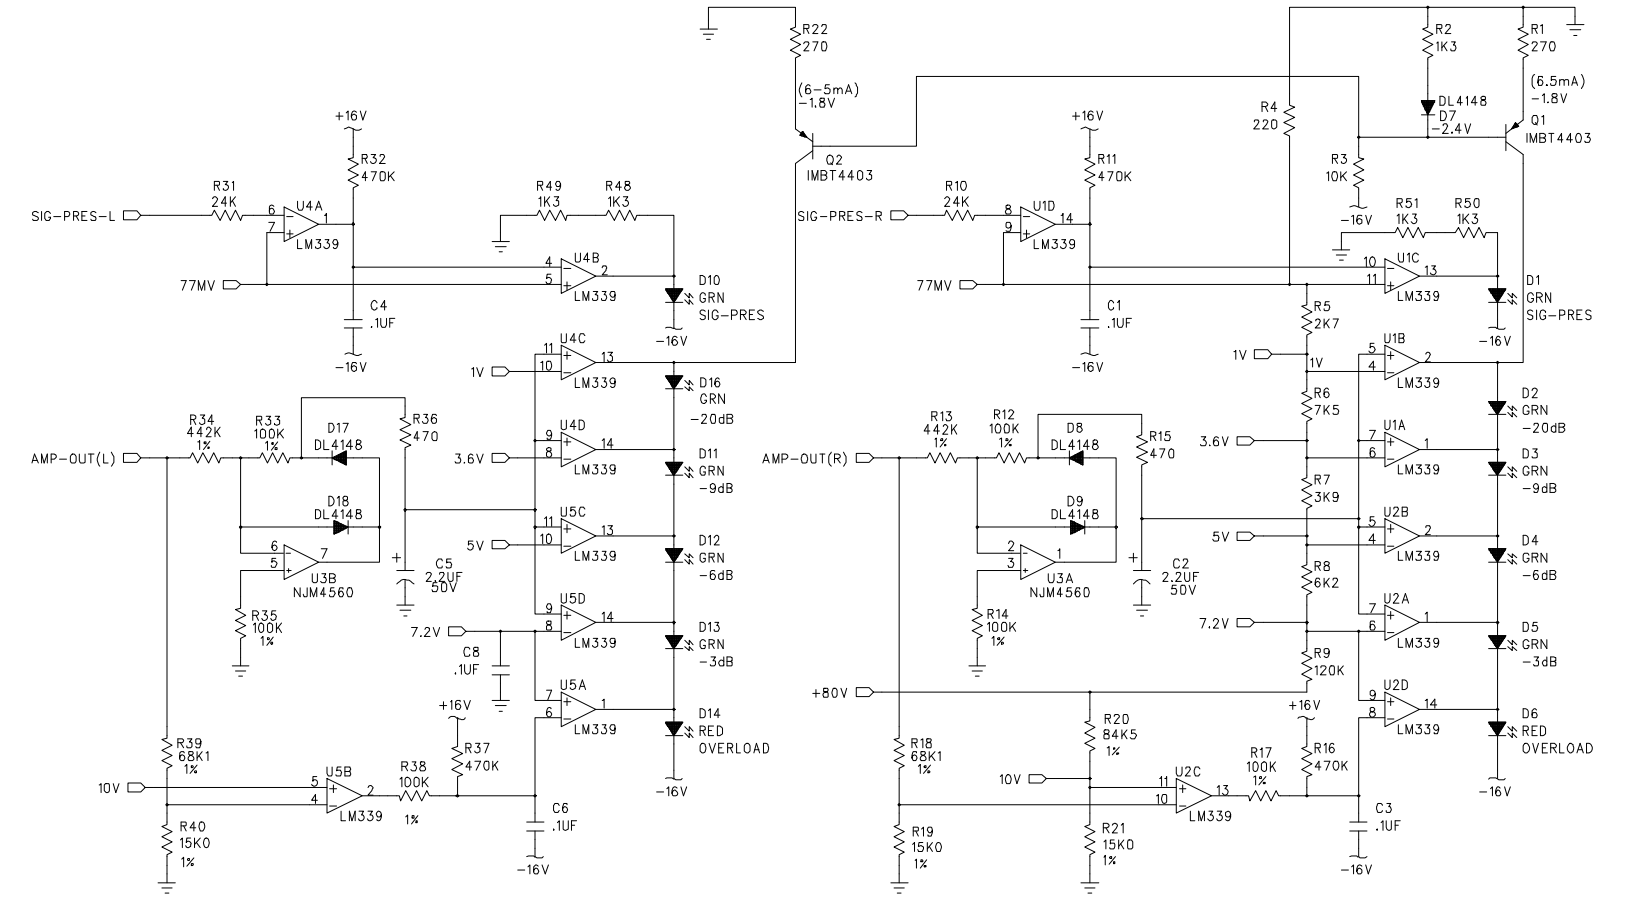 R22
270
R2
1K3
R1
270
(6-5mA)
-1.8V
(6.5mA)
-1.8V
R4
220
DL4148
D7
-2.4V
Q1
IMBT4403
+16V
+16V
R32
470K
Q2
IMBT4403
R11
470K
R3
10K
-16V
R31
24K
SIG-PRES-L
6
7
U4A
1
LM339
R49
1K3
R48
1K3
SIG-PRES-R
R10
24K
8
9
U1D
14
LM339
R51
1K3
R50
1K3
77MV
4
5
U4B
2
LM339
D10
GRN
SIG-PRES
-16V
77MV
10
11
U1C
13
LM339
D1
GRN
SIG-PRES
-16V
C4
.1UF
-16V
C1
.1UF
-16V
R5
2K7
1V
1V
1V
11
10
U4C
13
LM339
D16
GRN
-20dB
R6
7K5
5
4
U1B
2
LM339
D2
GRN
-20dB
AMP-OUT(L)
R34
442K
1%
R33
100K
1%
D17
DL4148
R36
470
3.6V
9
8
U4D
14
LM339
D11
GRN
-9dB
AMP-OUT(R)
R13
442K
1%
R12
100K
1%
D8
DL4148
R15
470
3.6V
7
6
U1A
1
LM339
D3
GRN
-9dB
D18
DL4148
R7
3K9
D9
DL4148
5V
11
10
U5C
13
LM339
D12
GRN
-6dB
5V
5
4
U2B
2
LM339
D4
GRN
-6dB
6
5
7
U3B
NJM4560
+
C5
2.2UF
50V
2
3
1
U3A
NJM4560
+
C2
2.2UF
50V
R8
6K2
R35
100K
1%
7.2V
9
8
U5D
14
LM339
D13
GRN
-3dB
R14
100K
1%
7.2V
7
6
U2A
1
LM339
D5
GRN
-3dB
C8
.1UF
R9
120K
+80V
+16V
7
6
U5A
1
LM339
D14
RED
OVERLOAD
-16V
+16V
9
8
U2D
14
LM339
D6
RED
OVERLOAD
-16V
R39
68K1
1%
R37
470K
R18
68K1
1%
R20
84K5
1%
R16
470K
10V
5
4
U5B
2
LM339
R38
100K
1%
10V
11
10
U2C
13
LM339
R17
100K
1%
R40
15K0
1%
C6
.1UF
-16V
R19
15K0
1%
R21
15K0
1%
C3
.1UF
-16V